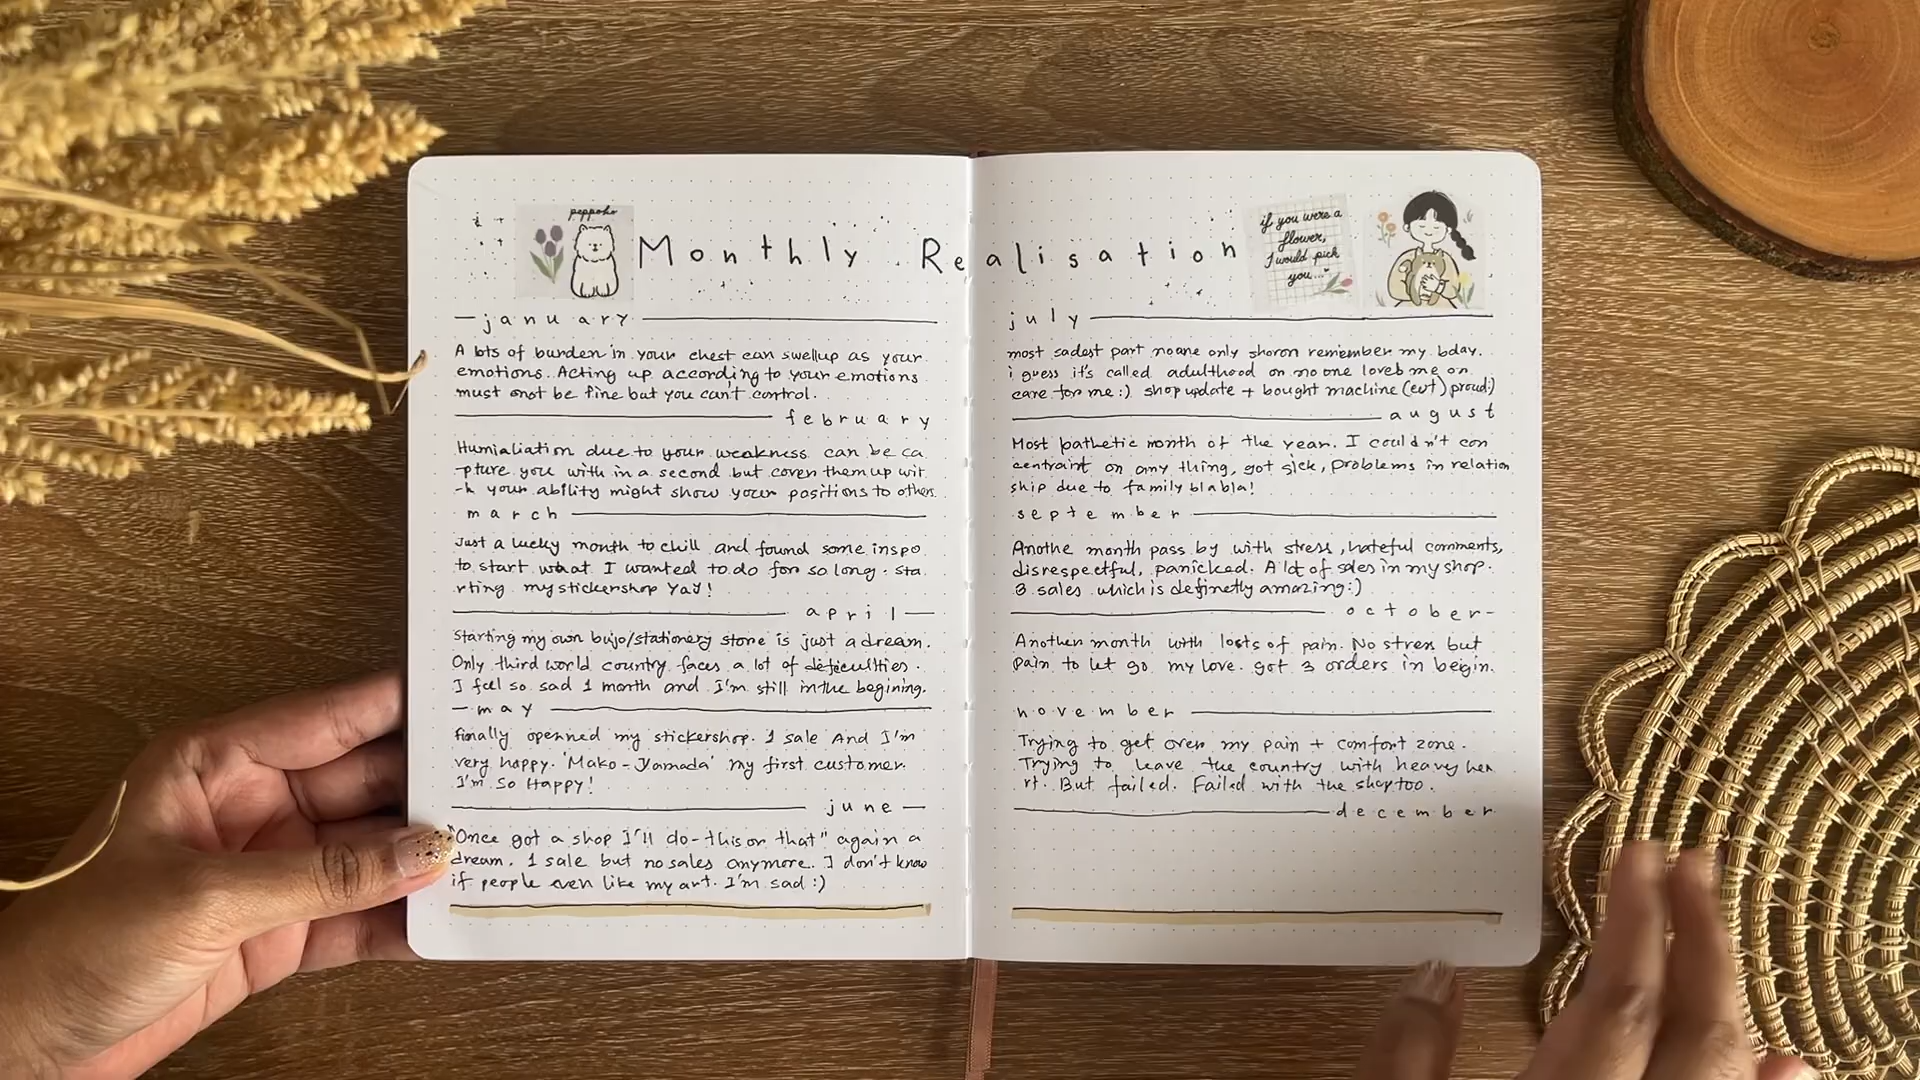 peppoho
Monthly Realisation
if you were a
flower,
I would pick
you...
january
A lots of burden in your chest can swell up as your
emotions. Acting up according to your emotions
must not be fine but you can't control.
february
Humialiation due to your weakness can be ca
-pture you with in a second but cover them up wit
-h your ability might show your positions to others.
march
Just a lucky month to chill and found some inspo
to start what I wanted to do for so long. sta
rting my stickershop Yay!
april
Starting my own bujo/stationery store is just a dream.
Only third world country faces a lot of deficulties.
I feel so sad 1 month and I'm still in the begining.
may
finally openned my stickershop. 1 sale And I'm
very happy. 'Mako-Yamada' my first customer.
I'm so Happy!
june
"Once got a shop I'll do-this or that" again a
dream. 1 sale but no sales anymore. I don't know
if people even like my art. I'm sad :)
july
most sadest part noone only sharon remember my bday.
i guess it's called adulthood or no one loved me or
care for me :) shop update + bought machine (cut) proud:)
august
Most pathetic month of the year. I couldn't con
centraint on any thing, got sick, problems in relation
ship due to family blabla!
september
Anothe month pass by with stress, hateful comments,
disrespectful, panicked. A lot of sales in my shop.
3 sales which is definetly amazing :)
october
Another month with losts of pain. No stress but
pain to let go my love. got 3 orders in begin.
november
Trying to get over my pain + comfort zone.
Trying to leave the country with heavy hea
rt. But failed. Failed with the shop too.
december